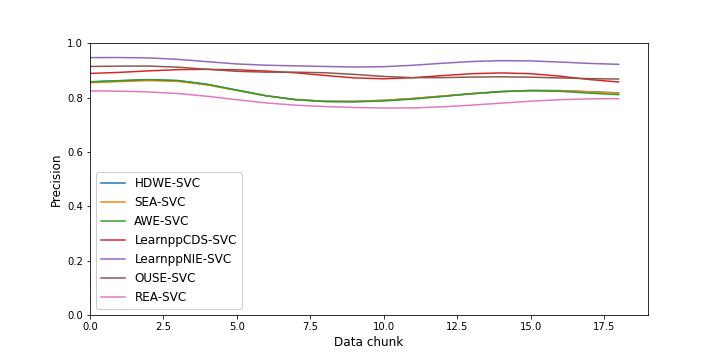 1.0
0.8
0.6
0.4
0.2
0.0
Precision
HDWE-SVC
SEA-SVC
AWE-SVC
LearnppCDS-SVC
LearnppNIE-SVC
OUSE-SVC
REA-SVC
0.0 2.5 5.0 7.5 10.0 12.5 15.0 17.5
Data chunk